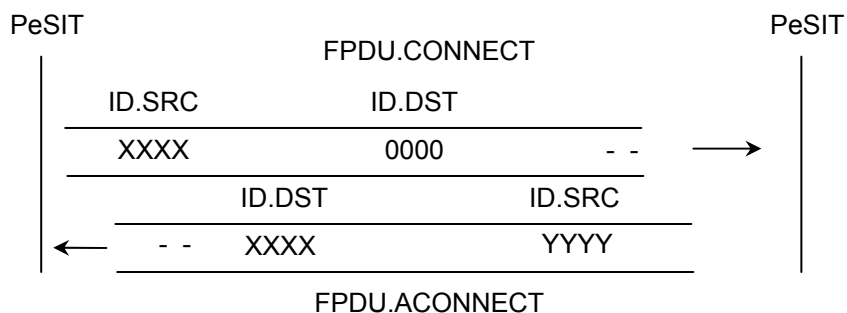 PeSIT PeSIT
FPDU.CONNECT
ID.SRC ID.DST
XXXX 0000 - -
ID.DST ID.SRC
- - XXXX YYYY
FPDU.ACONNECT